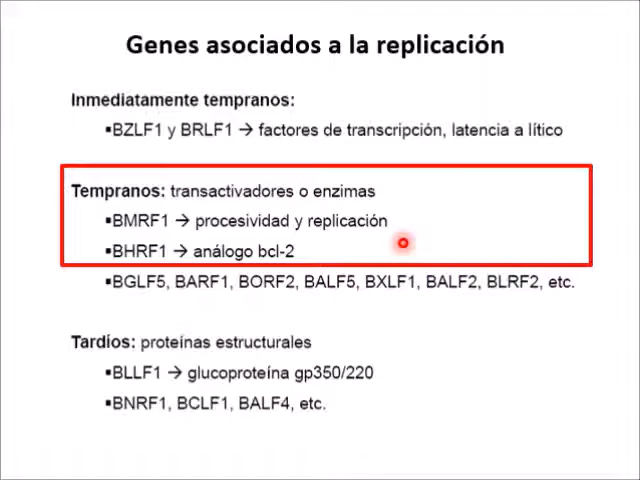 Genes asociados a la replicación
Inmediatamente tempranos:
▪BZLF1 y BRLF1 → factores de transcripción, latencia a lítico
Tempranos: transactivadores o enzimas
▪BMRF1 → procesividad y replicación
▪BHRF1 → análogo bcl-2
▪BGLF5, BARF1, BORF2, BALF5, BXLF1, BALF2, BLRF2, etc.
Tardíos: proteínas estructurales
▪BLLF1 → glucoproteína gp350/220
▪BNRF1, BCLF1, BALF4, etc.